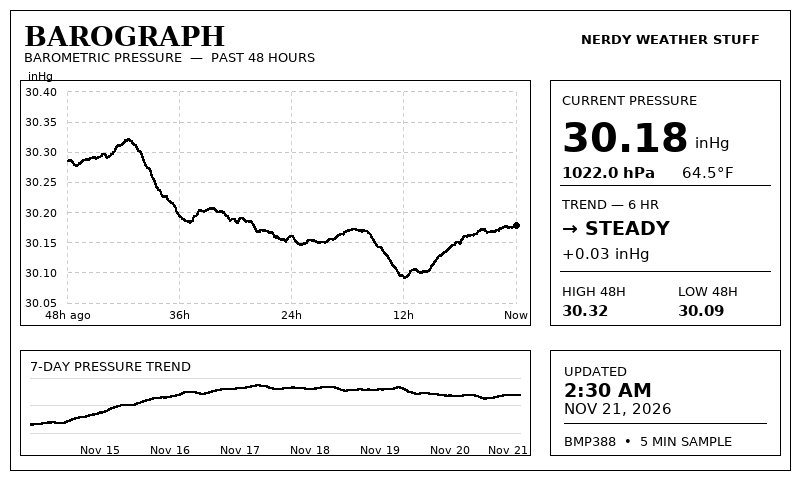 BAROGRAPH
NERDY WEATHER STUFF
BAROMETRIC PRESSURE — PAST 48 HOURS
inHg
30.40
30.35
30.30
30.25
30.20
30.15
30.10
30.05
48h ago 36h 24h 12h Now
CURRENT PRESSURE
30.18 inHg
1022.0 hPa 64.5°F
TREND — 6 HR
→ STEADY
+0.03 inHg
HIGH 48H LOW 48H
30.32 30.09
7-DAY PRESSURE TREND
Nov 15 Nov 16 Nov 17 Nov 18 Nov 19 Nov 20 Nov 21
UPDATED
2:30 AM
NOV 21, 2026
BMP388 • 5 MIN SAMPLE